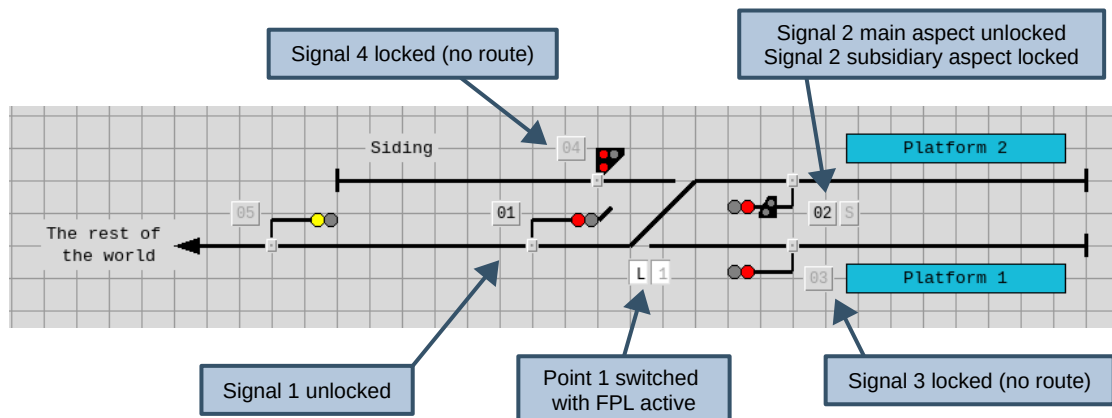 Signal 4 locked (no route)
Signal 2 main aspect unlocked
Signal 2 subsidiary aspect locked
04
Siding
Platform 2
05
01
02 S
The rest of
the world
L 1
03
Platform 1
Signal 1 unlocked
Point 1 switched
with FPL active
Signal 3 locked (no route)